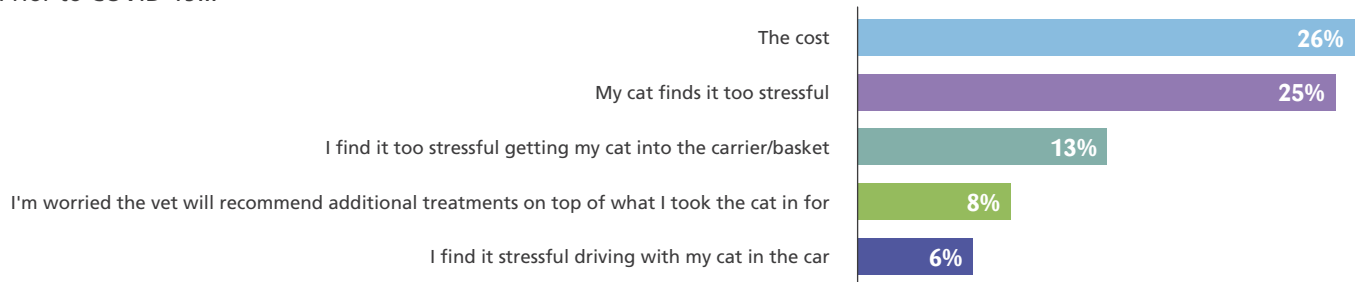 The cost 26%
My cat finds it too stressful 25%
I find it too stressful getting my cat into the carrier/basket 13%
I'm worried the vet will recommend additional treatments on top of what I took the cat in for 8%
I find it stressful driving with my cat in the car 6%